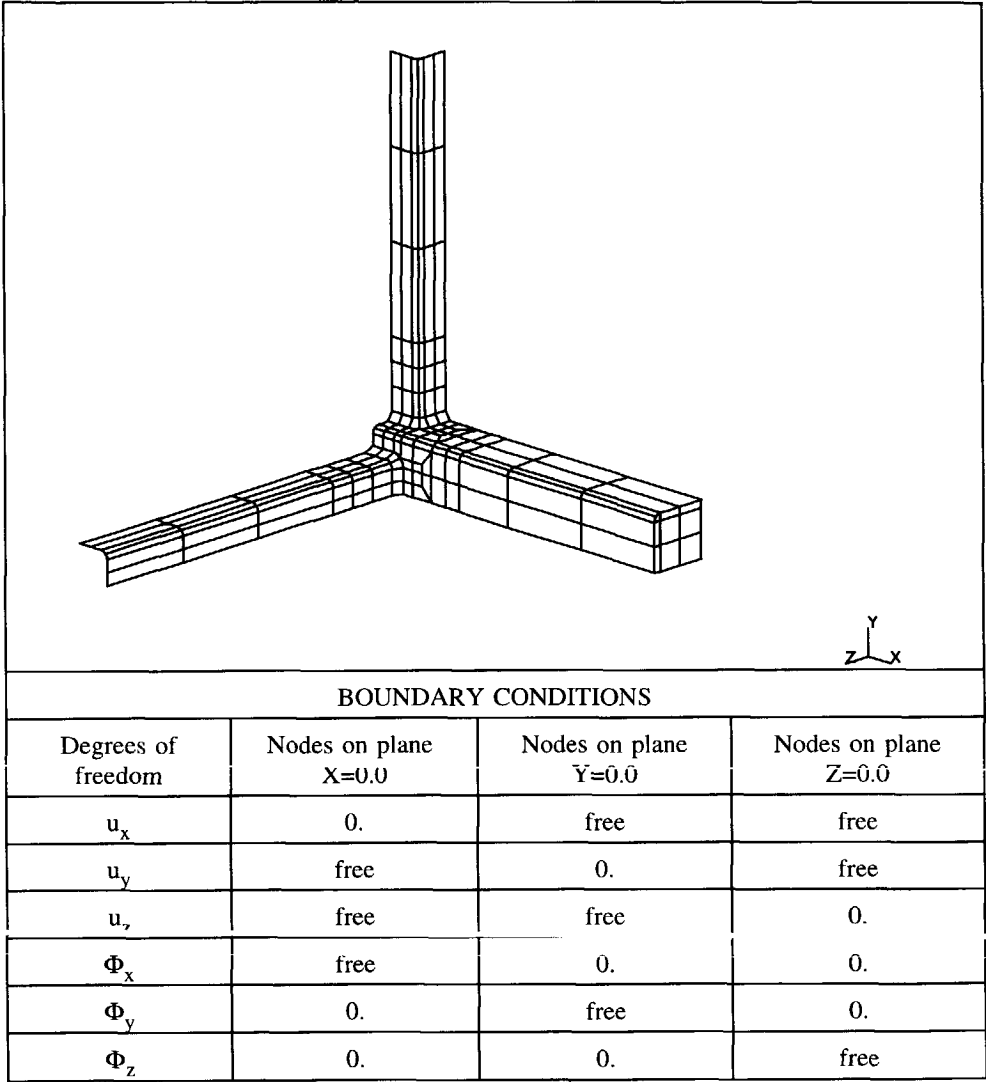 Y
Z X
BOUNDARY CONDITIONS
Degrees of freedom | Nodes on plane X=0.0 | Nodes on plane Y=0.0 | Nodes on plane Z=0.0
u_x | 0. | free | free
u_y | free | 0. | free
u_z | free | free | 0.
Φ_x | free | 0. | 0.
Φ_y | 0. | free | 0.
Φ_z | 0. | 0. | free